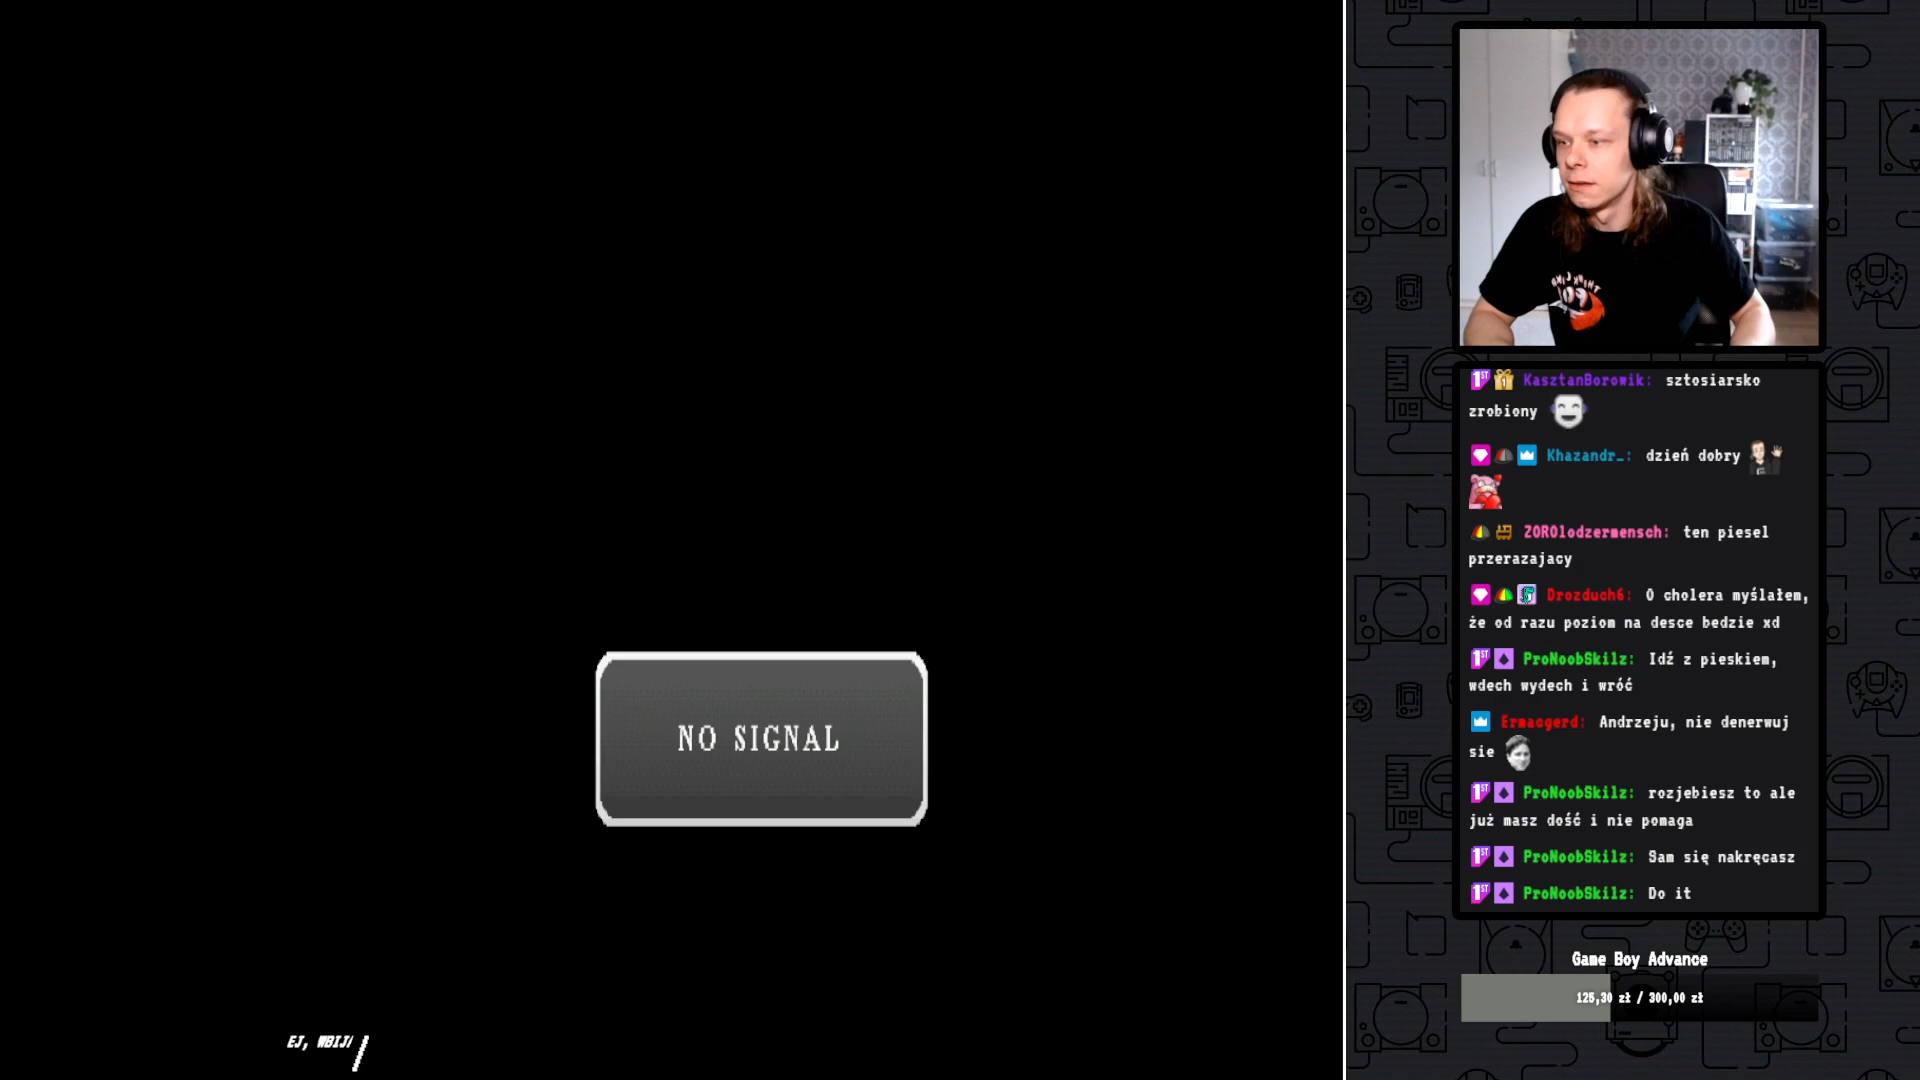 NO SIGNAL
EJ, WBIJ
KasztanBorowik: sztosiarsko
zrobiony
Khazandr_: dzień dobry
ZOROlodzermensch: ten piesel
przerazajacy
Drozduch6: O cholera myślałem,
że od razu poziom na desce bedzie xd
ProNoobSkilz: Idź z pieskiem,
wdech wydech i wróć
Ermacgerd: Andrzeju, nie denerwuj
sie
ProNoobSkilz: rozjebiesz to ale
już masz dość i nie pomaga
ProNoobSkilz: Sam się nakręcasz
ProNoobSkilz: Do it
Game Boy Advance
125,30 zł / 300,00 zł